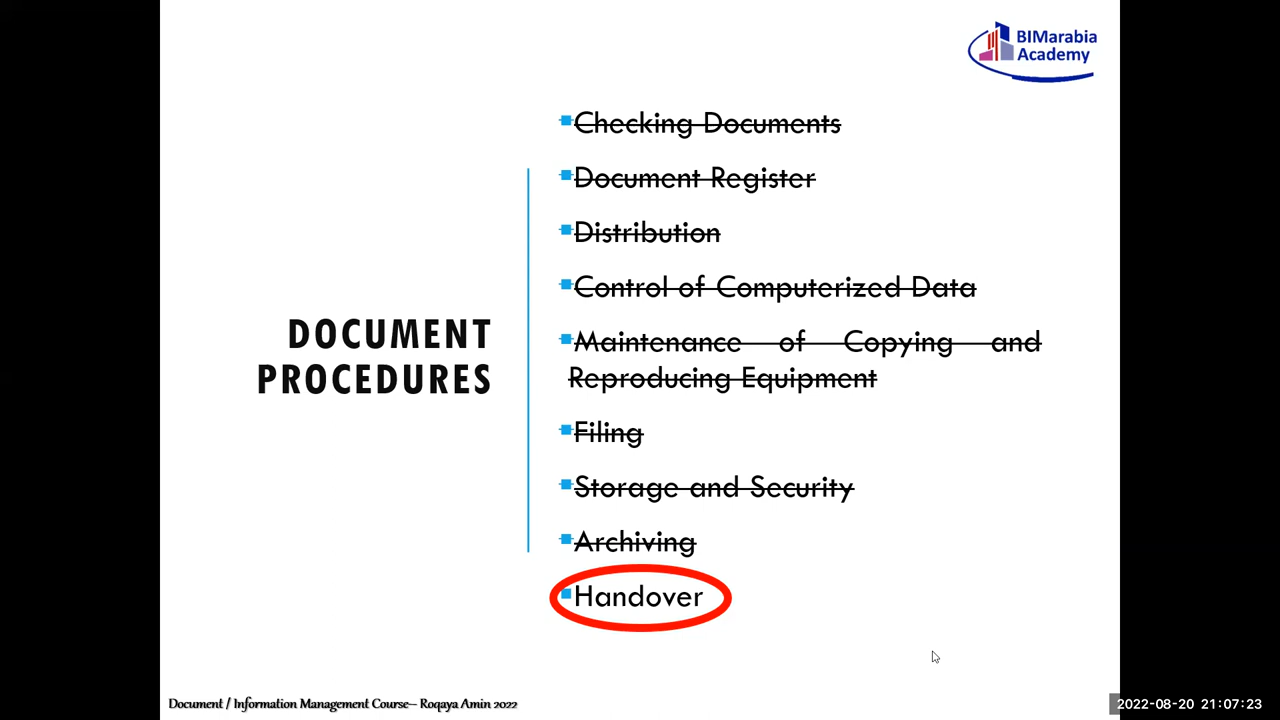 BIMarabia
Academy
Checking Documents
Document Register
Distribution
Control of Computerized Data
Maintenance of Copying and
Reproducing Equipment
Filing
Storage and Security
Archiving
Handover
DOCUMENT
PROCEDURES
Document / Information Management Course– Roqaya Amin 2022
2022-08-20 21:07:23